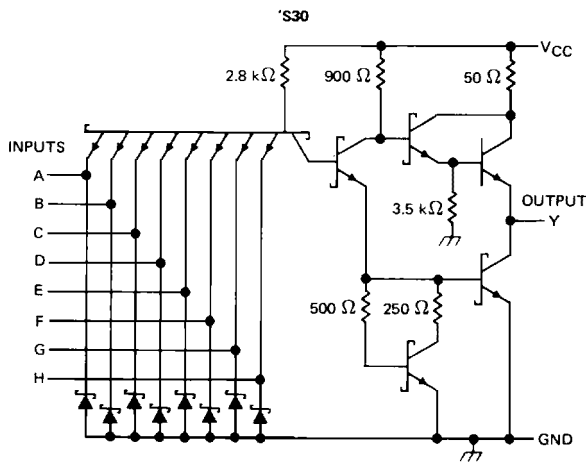 'S30
VCC
2.8 kΩ
900 Ω
50 Ω
INPUTS
A
B
C
D
E
F
G
H
3.5 kΩ
OUTPUT
Y
500 Ω
250 Ω
GND